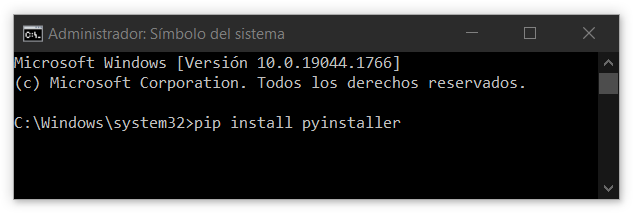 Administrador: Símbolo del sistema
Microsoft Windows [Versión 10.0.19044.1766]
(c) Microsoft Corporation. Todos los derechos reservados.
C:\Windows\system32>pip install pyinstaller